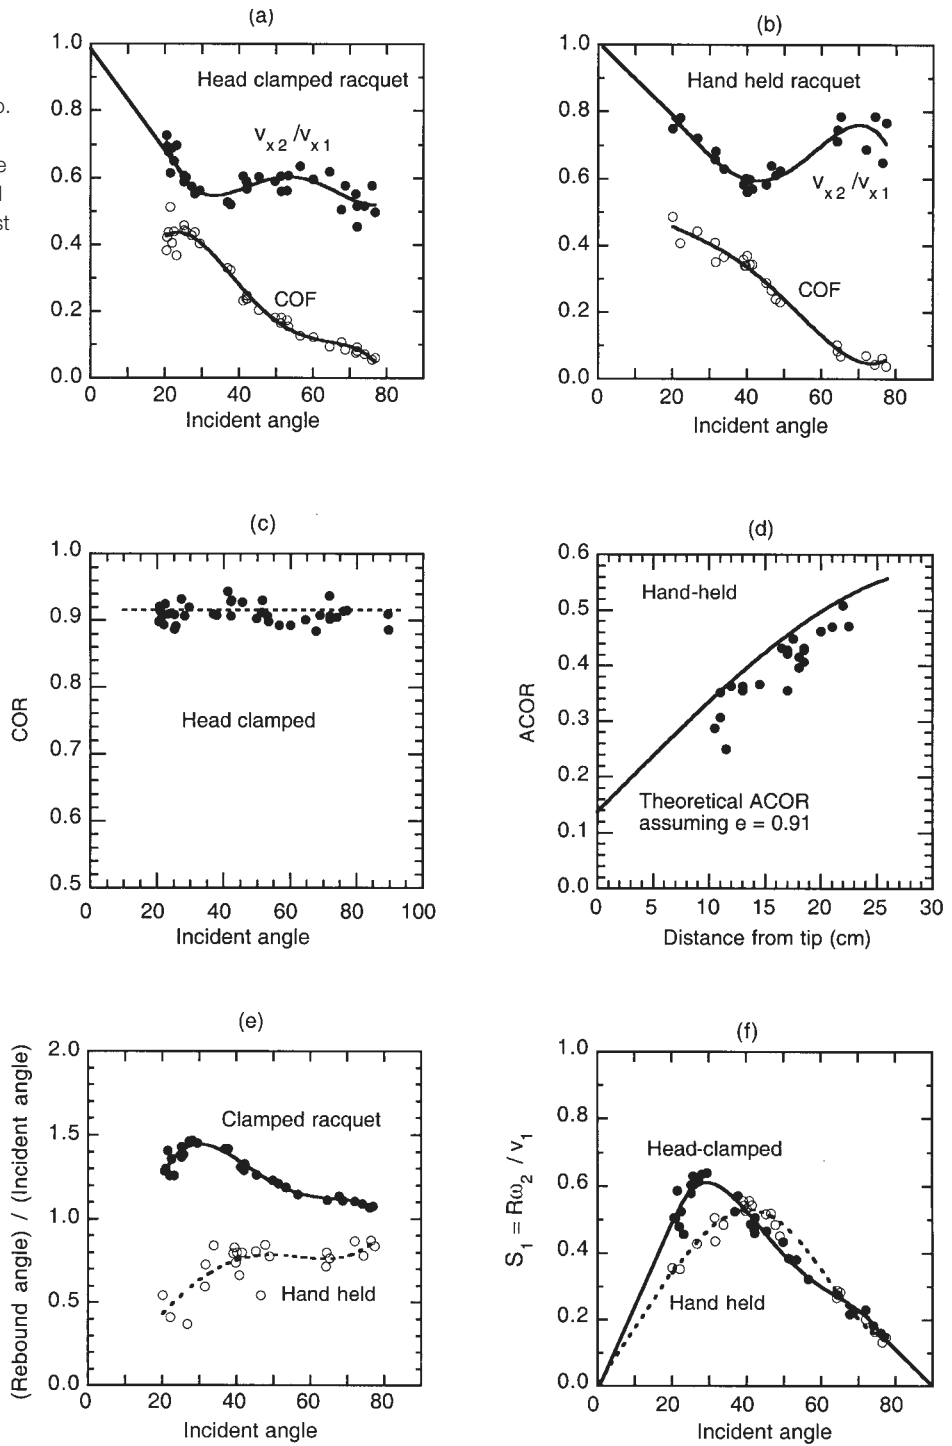 o.
e
l
st
(a)
1.0
0.8
0.6
0.4
0.2
0.0
Head clamped racquet
v x2 / v x1
COF
0 20 40 60 80
Incident angle
(b)
1.0
0.8
0.6
0.4
0.2
0.0
Hand held racquet
v x2 / v x1
COF
0 20 40 60 80
Incident angle
(c)
COR
1.0
0.9
0.8
0.7
0.6
0.5
Head clamped
0 20 40 60 80 100
Incident angle
(d)
ACOR
0.6
0.5
0.4
0.3
0.2
0.1
0.0
Hand-held
Theoretical ACOR
assuming e = 0.91
0 5 10 15 20 25 30
Distance from tip (cm)
(e)
(Rebound angle) / (Incident angle)
2.0
1.5
1.0
0.5
0.0
Clamped racquet
Hand held
0 20 40 60 80
Incident angle
(f)
S1 = Rω2 / v1
1.0
0.8
0.6
0.4
0.2
0.0
Head-clamped
Hand held
0 20 40 60 80
Incident angle